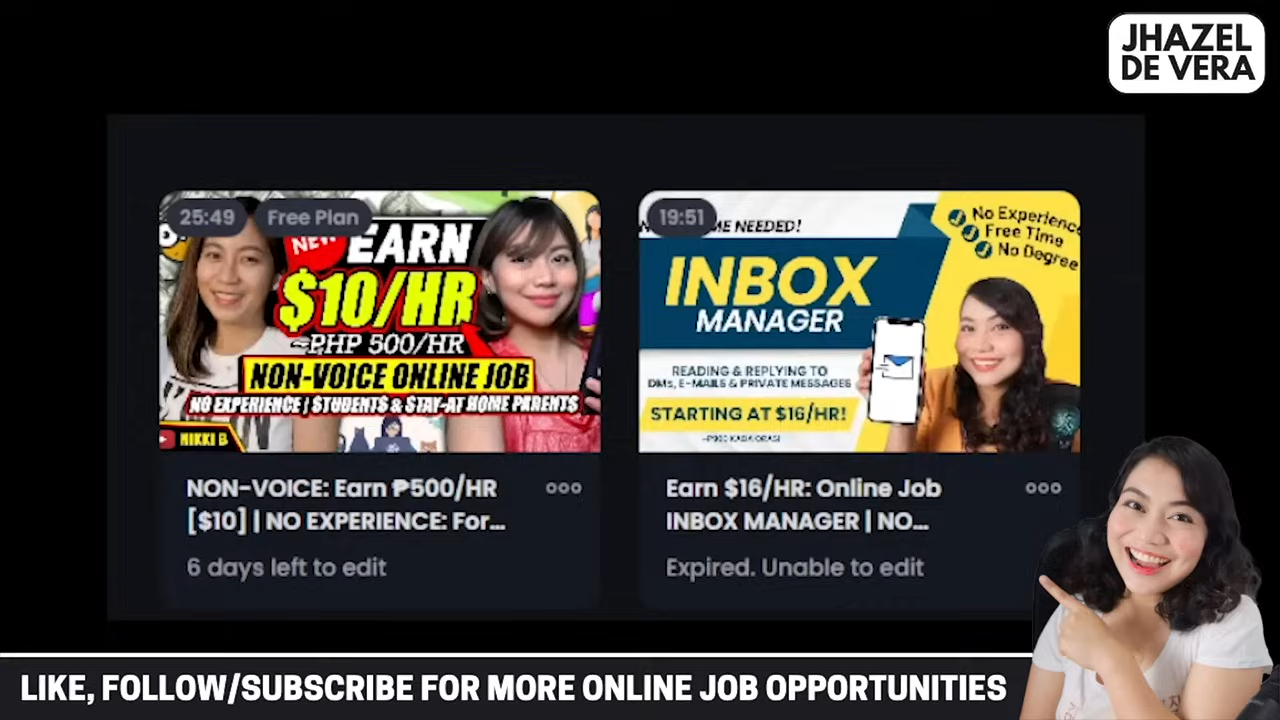 JHAZEL
DE VERA
25:49
Free Plan
NEW
EARN
$10/HR
≈PHP 500/HR
NON-VOICE ONLINE JOB
NO EXPERIENCE | STUDENTS & STAY-AT HOME PARENTS
NIKKI B
NON-VOICE: Earn ₱500/HR
[$10] | NO EXPERIENCE: For...
6 days left to edit
19:51
ME NEEDED!
No Experience
Free Time
No Degree
INBOX
MANAGER
READING & REPLYING TO
DMs, E-MAILS & PRIVATE MESSAGES
STARTING AT $16/HR!
Earn $16/HR: Online Job
INBOX MANAGER | NO...
Expired. Unable to edit
LIKE, FOLLOW/SUBSCRIBE FOR MORE ONLINE JOB OPPORTUNITIES